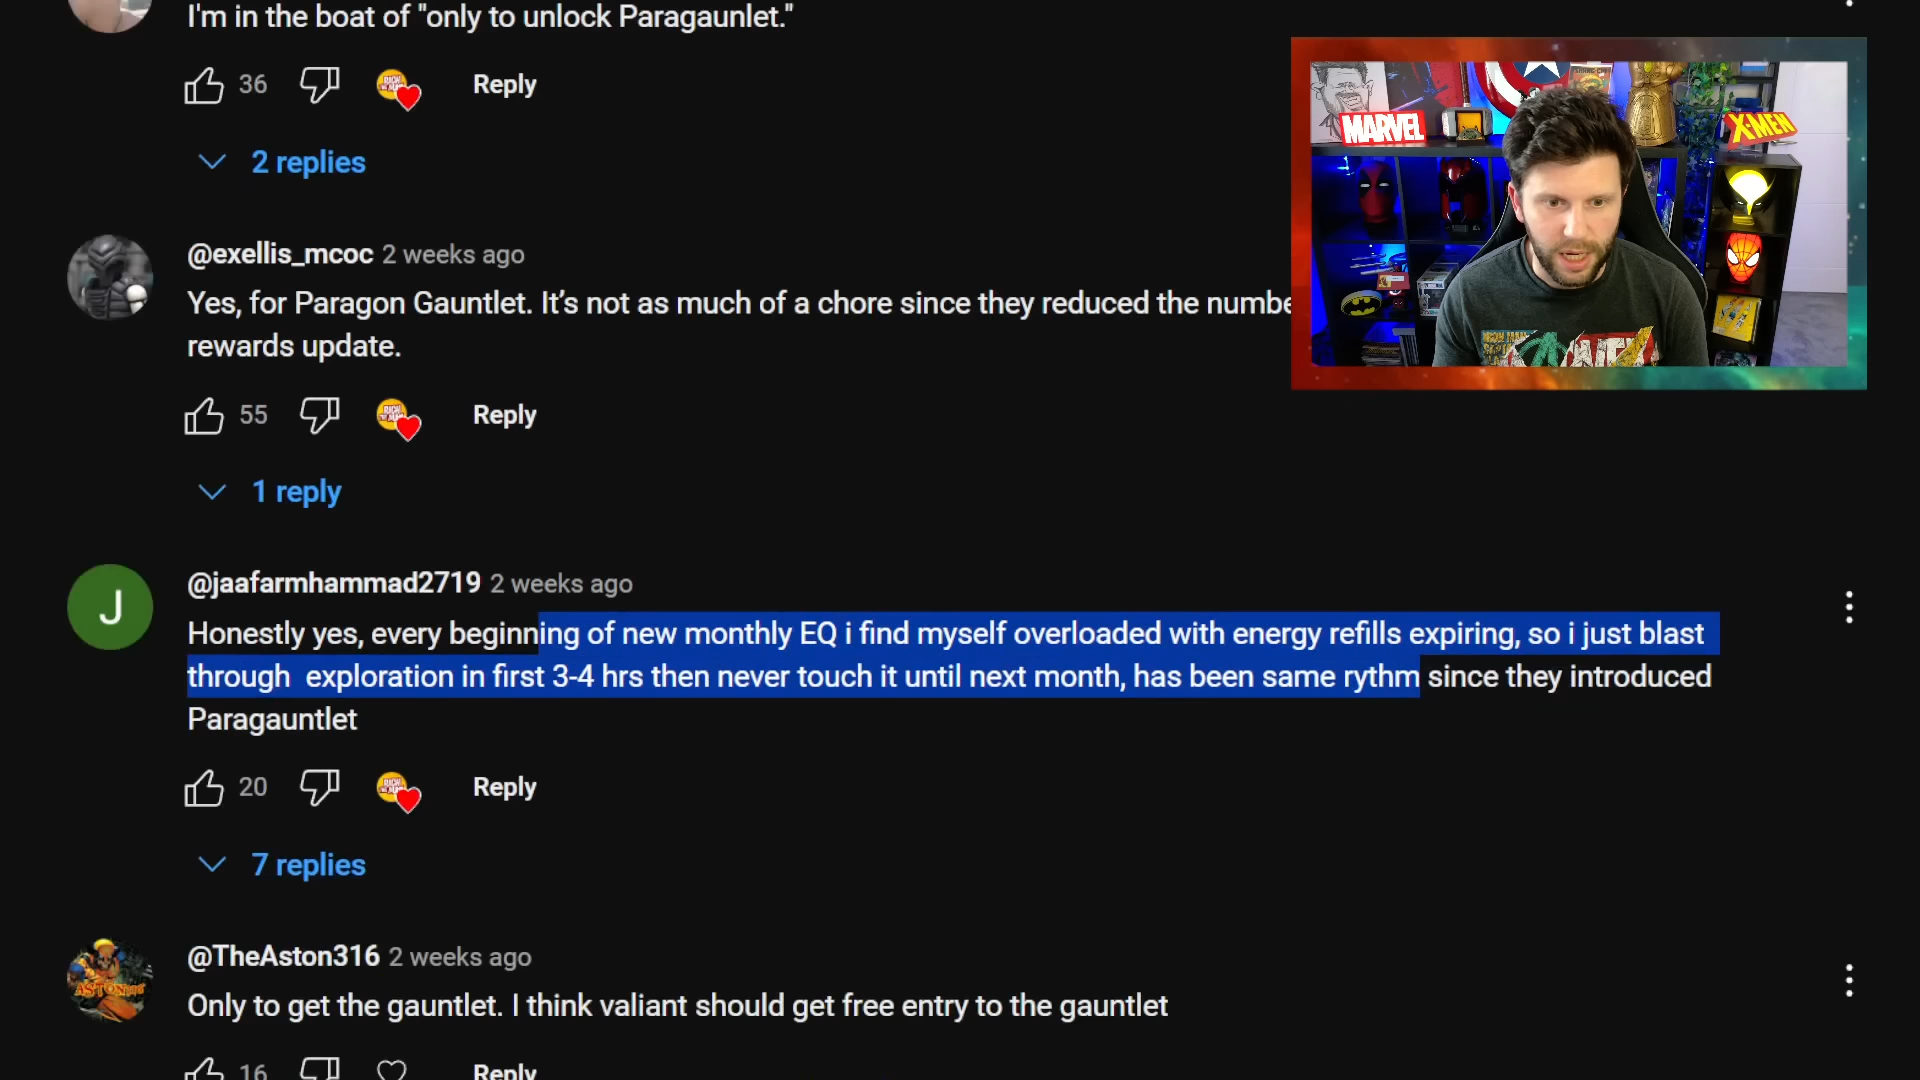 I'm in the boat of "only to unlock Paragaunlet."
36
Reply
2 replies
@exellis_mcoc 2 weeks ago
Yes, for Paragon Gauntlet. It's not as much of a chore since they reduced the numbe
rewards update.
55
Reply
1 reply
J
@jaafarmhammad2719 2 weeks ago
Honestly yes, every beginning of new monthly EQ i find myself overloaded with energy refills expiring, so i just blast
through exploration in first 3-4 hrs then never touch it until next month, has been same rythm since they introduced
Paragauntlet
20
Reply
7 replies
@TheAston316 2 weeks ago
Only to get the gauntlet. I think valiant should get free entry to the gauntlet
16
Reply
MARVEL
X-MEN